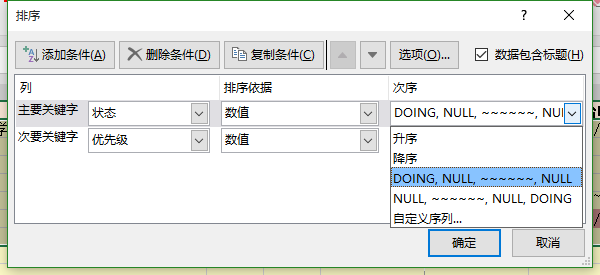 排序
添加条件(A) 删除条件(D) 复制条件(C) 选项(O)... 数据包含标题(H)
列 排序依据 次序
主要关键字 状态 数值 DOING, NULL, ~~~~~~, NUI
次要关键字 优先级 数值
升序
降序
DOING, NULL, ~~~~~~, NULL
NULL, ~~~~~~, NULL, DOING
自定义序列...
确定 取消